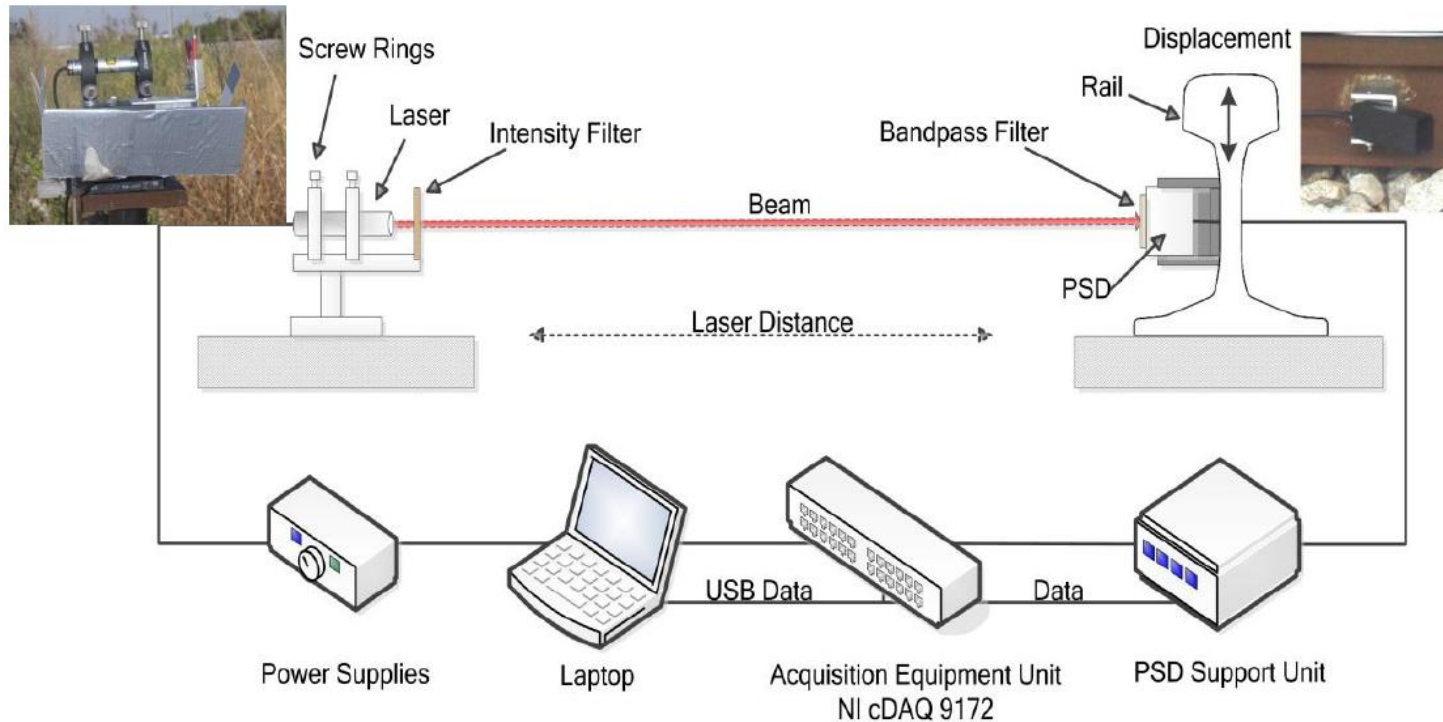 Screw Rings
Laser
Intensity Filter
Displacement
Rail
Bandpass Filter
Beam
PSD
Laser Distance
USB Data
Data
Power Supplies
Laptop
Acquisition Equipment Unit
NI cDAQ 9172
PSD Support Unit